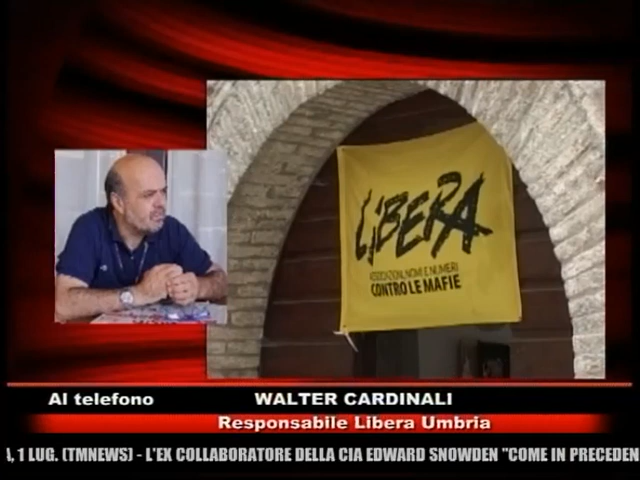 LIBERA
ASSOCIAZIONI, NOMI E NUMERI
CONTRO LE MAFIE
Al telefono
WALTER CARDINALI
Responsabile Libera Umbria
A, 1 LUG. (TMNEWS) - L'EX COLLABORATORE DELLA CIA EDWARD SNOWDEN "COME IN PRECEDEN